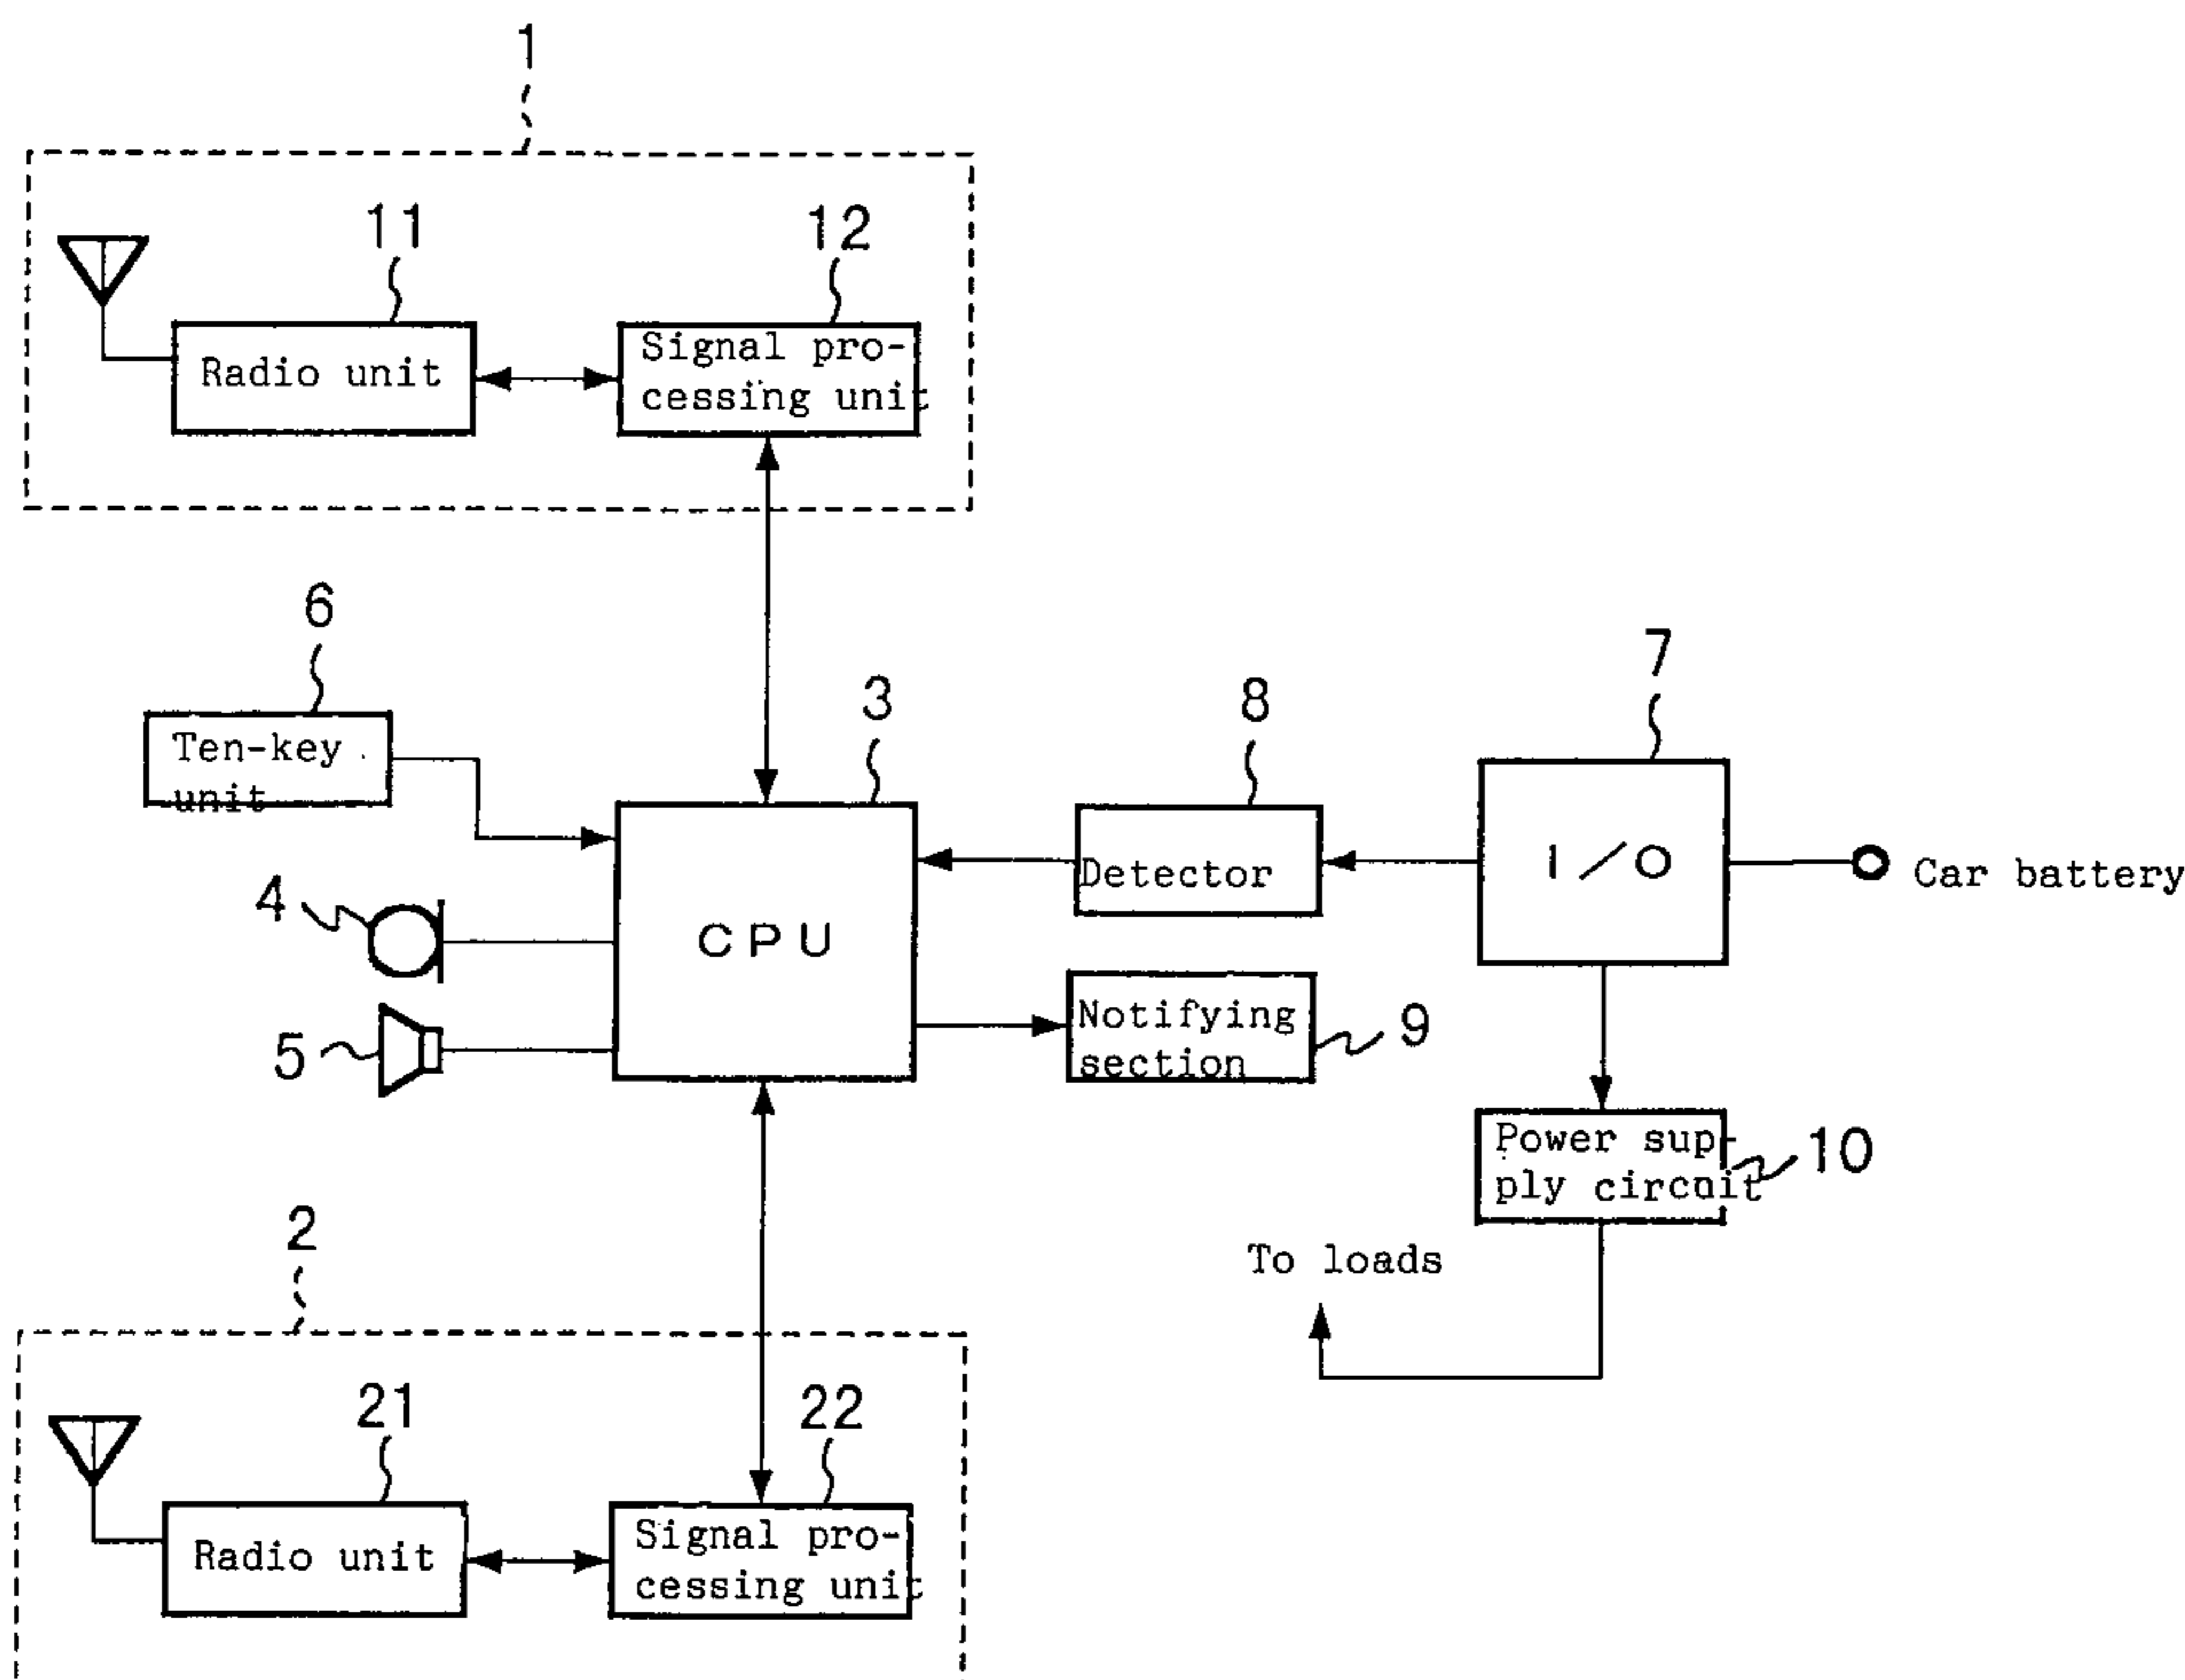 1
11
12
Radio unit
Signal pro-
cessing unit
6
Ten-key
unit
3
8
7
CPU
Detector
I/O
Car battery
4
5
Notifying
section
9
Power sup-
ply circuit
10
To loads
2
21
22
Radio unit
Signal pro-
cessing unit